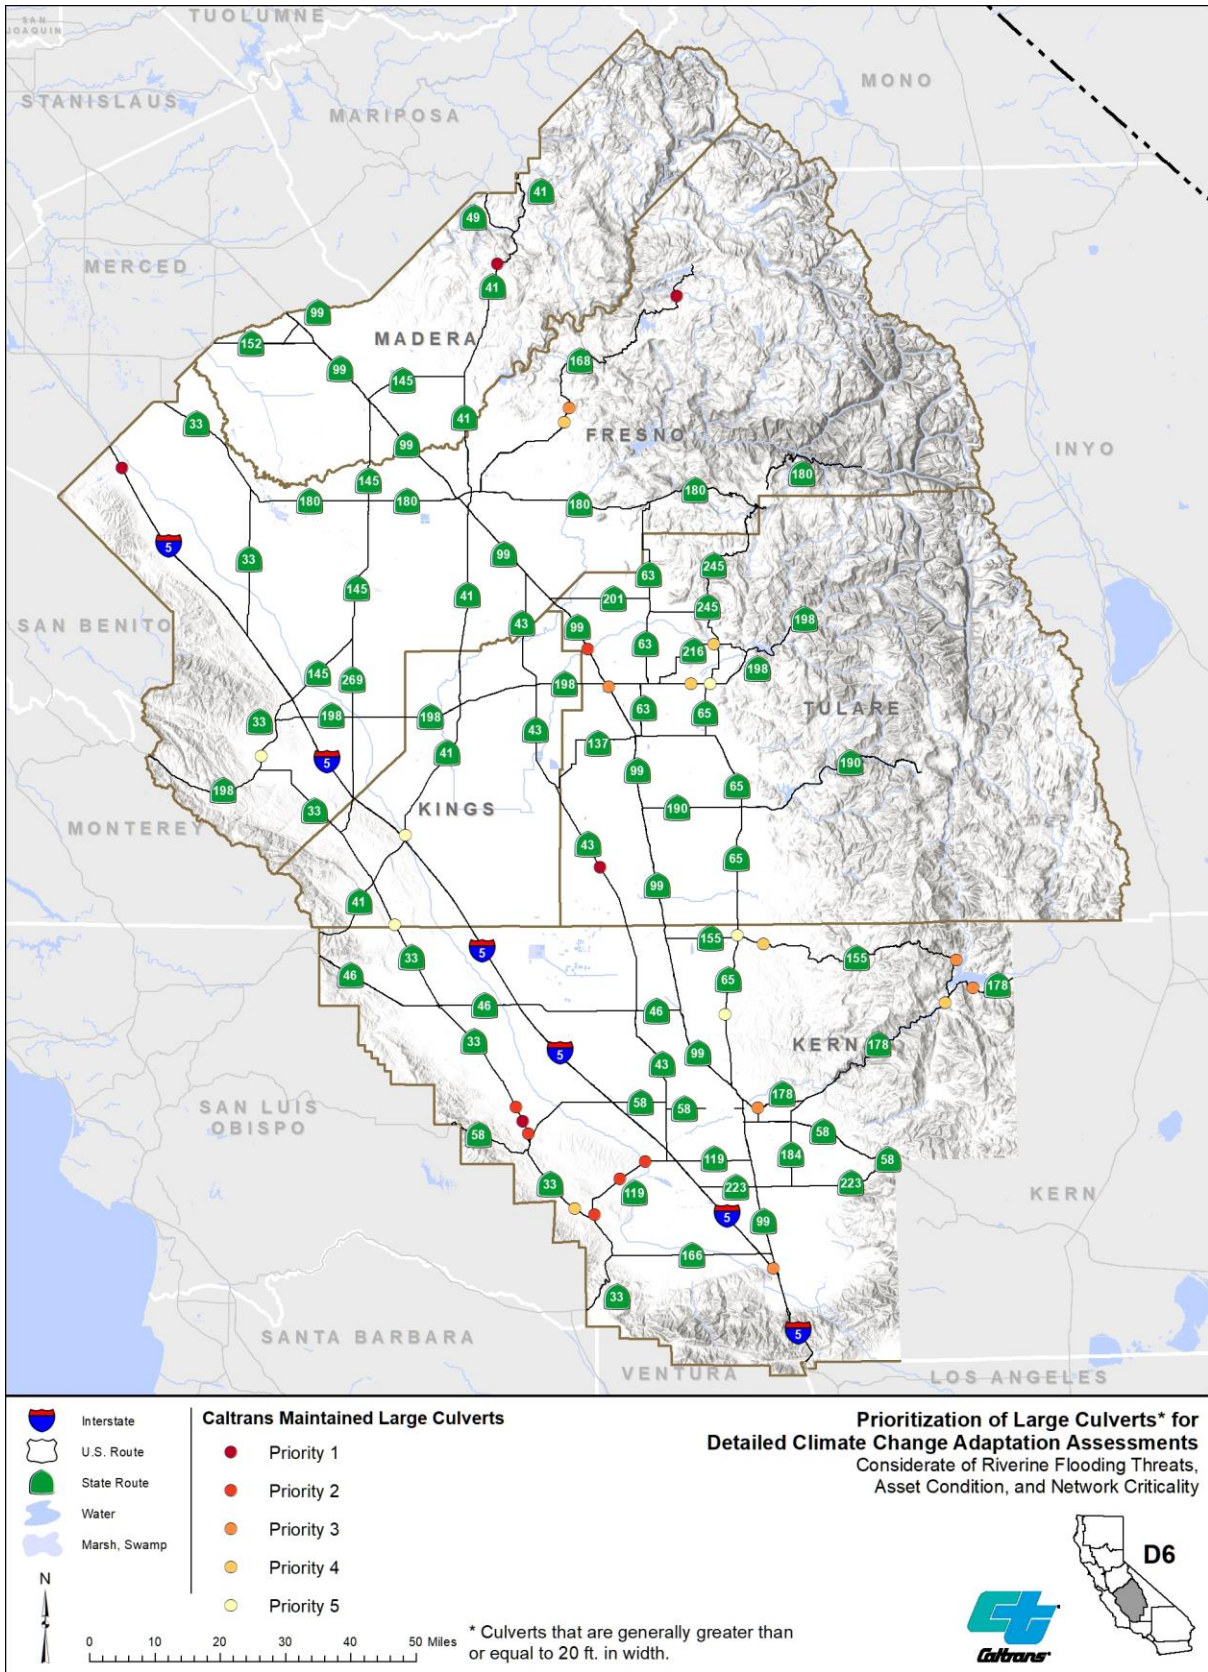 TUOLUMNE
SAN
JOAQUIN
MONO
STANISLAUS
MARIPOSA
41
49
MERCED
41
99
MADERA
152
99
168
145
33
41
FRESNO
99
INYO
145
180
180
180
180
180
5
33
99
63
245
145
41
201
245
198
SAN BENITO
43
99
63
216
198
145
269
198
33
198
198
63
65
TULARE
43
137
41
5
99
190
198
65
33
KINGS
190
MONTEREY
43
65
99
41
155
155
5
33
65
178
46
46
46
33
99
KERN
178
5
43
178
SAN LUIS
OBISPO
58
58
58
58
119
184
58
33
119
223
223
KERN
5
99
166
33
SANTA BARBARA
5
VENTURA
LOS ANGELES
Interstate
U.S. Route
State Route
Water
Marsh, Swamp
N
Caltrans Maintained Large Culverts
Priority 1
Priority 2
Priority 3
Priority 4
Priority 5
0 10 20 30 40 50 Miles
* Culverts that are generally greater than
or equal to 20 ft. in width.
Prioritization of Large Culverts* for
Detailed Climate Change Adaptation Assessments
Considerate of Riverine Flooding Threats,
Asset Condition, and Network Criticality
D6
Caltrans